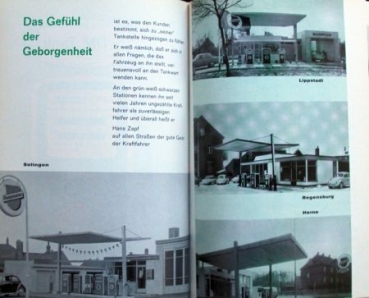 Das Gefühl
der
Geborgenheit
ist es, was den Kunden
bestimmt, sich zu „seiner"
Tankstelle hingezogen zu fühlen.
Er weiß nämlich, daß er sich in
allen Fragen, die das
Fahrzeug an ihn stellt, ver-
trauensvoll an den Tankwart
wenden kann.
An den grün-weiß-schwarzen
Stationen kennen ihn seit
vielen Jahren ungezählte Kraft-
fahrer als zuverlässigen
Helfer und überall heißt er
Hans Zapf
auf allen Straßen der gute Geist
der Kraftfahrer
Solingen
Lippstadt
Regensburg
Herne